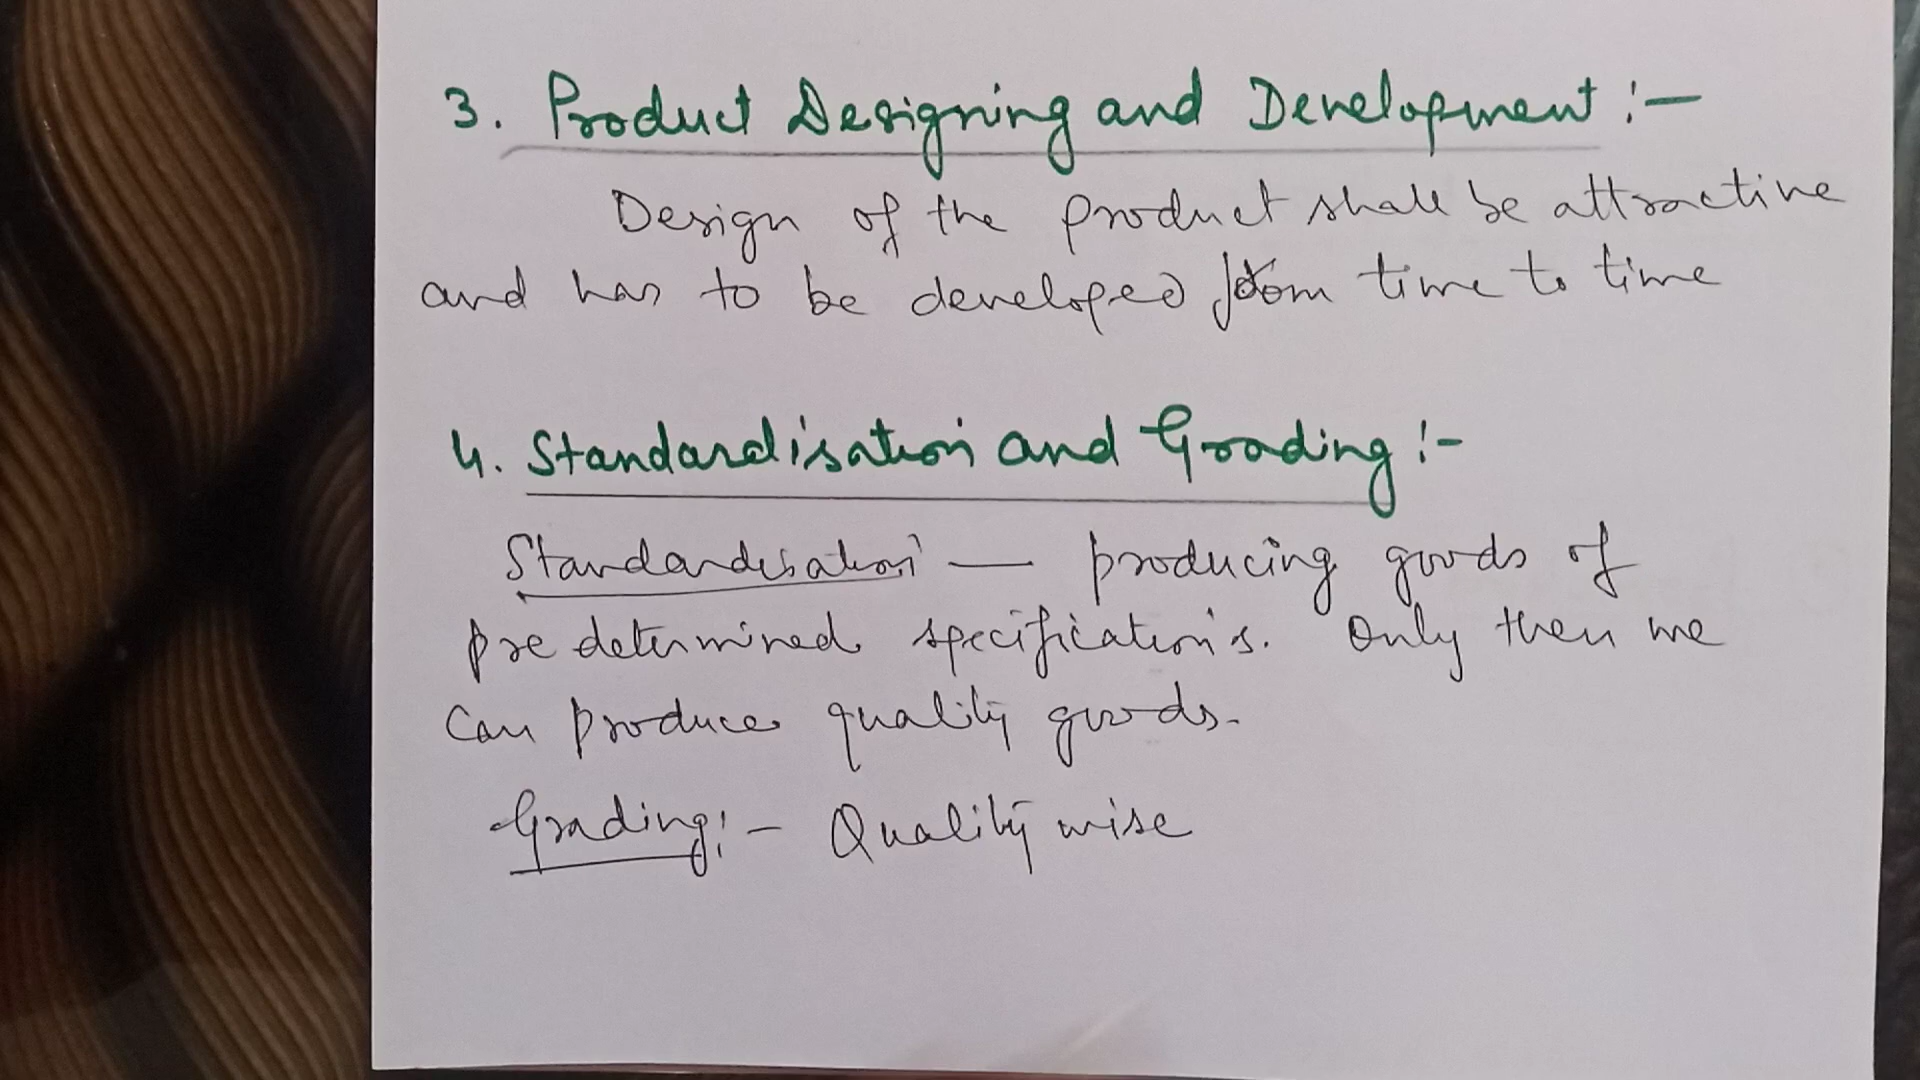 3. Product Designing and Development :-
Design of the product shall be attractive
and has to be developed from time to time
4. Standardisation and Grading :-
Standardisation — producing goods of
pre determined specifications. Only then we
can produce quality goods.
Grading :- Quality wise